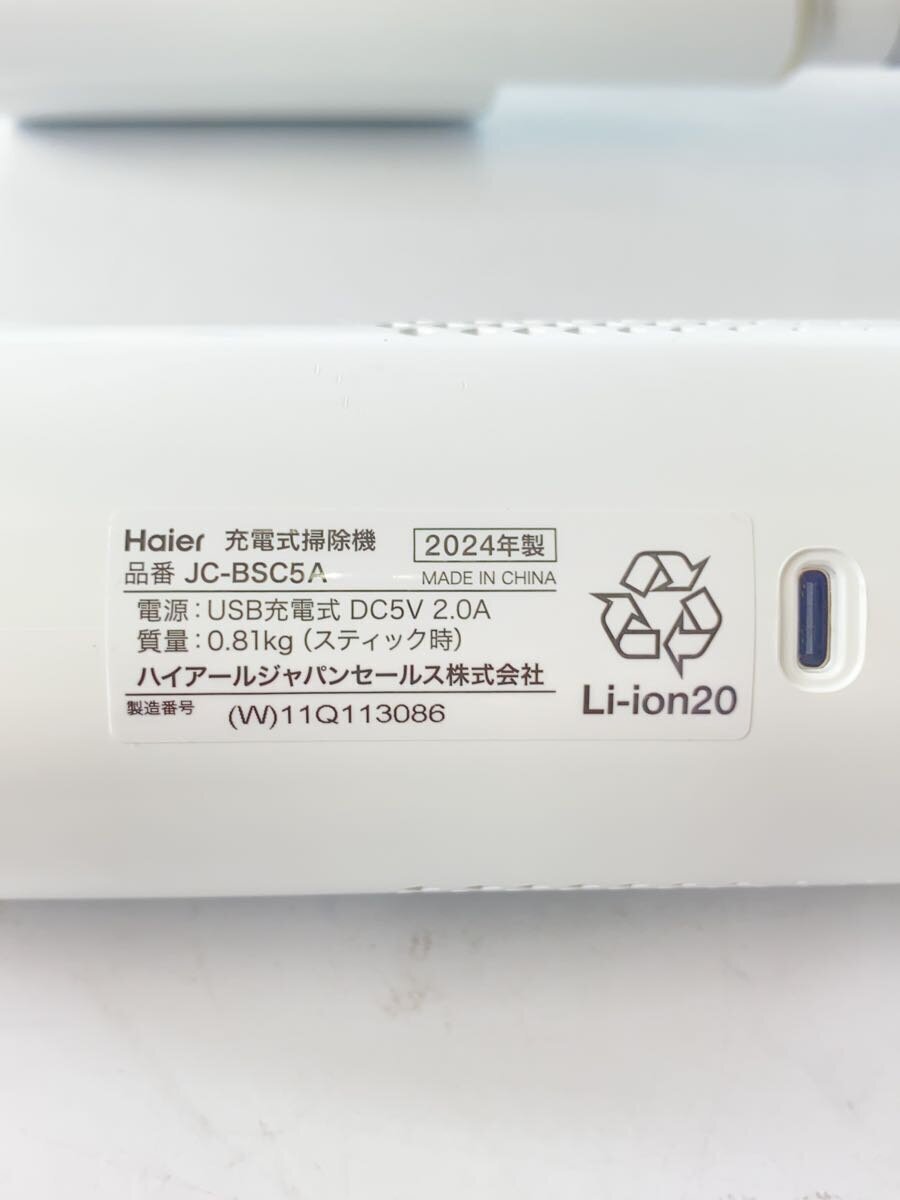 Haier 充電式掃除機 2024年製
品番 JC-BSC5A MADE IN CHINA
電源:USB充電式 DC5V 2.0A
質量:0.81kg(スティック時)
ハイアールジャパンセールス株式会社
製造番号 (W)11Q113086
Li-ion20